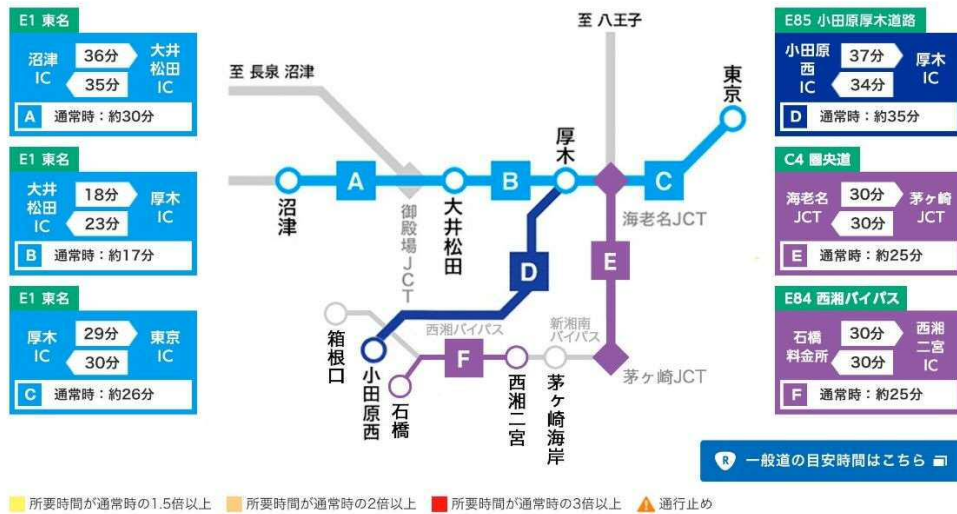 E1 東名
沼津
IC
36分
35分
大井
松田
IC
A 通常時：約30分
E1 東名
大井
松田
IC
18分
23分
厚木
IC
B 通常時：約17分
E1 東名
厚木
IC
29分
30分
東京
IC
C 通常時：約26分
至 八王子
至 長泉 沼津
東京
厚木
A
B
C
沼津
御殿場JCT
大井松田
海老名JCT
D
E
箱根口
小田原西
西湘バイパス
新湘南
バイパス
F
石橋
西湘二宮
茅ヶ崎海岸
茅ヶ崎JCT
E85 小田原厚木道路
小田原
西
IC
37分
34分
厚木
IC
D 通常時：約35分
C4 圏央道
海老名
JCT
30分
30分
茅ヶ崎
JCT
E 通常時：約25分
E84 西湘バイパス
石橋
料金所
30分
30分
西湘
二宮
IC
F 通常時：約25分
R 一般道の目安時間はこちら
所要時間が通常時の1.5倍以上 所要時間が通常時の2倍以上 所要時間が通常時の3倍以上 通行止め